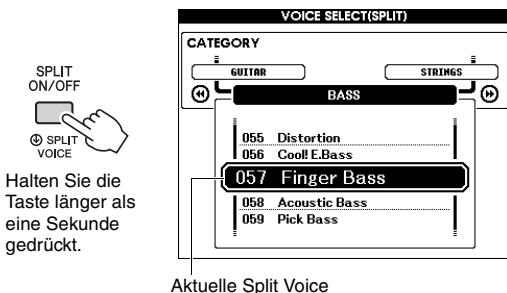 VOICE SELECT(SPLIT)
CATEGORY
GUITAR
STRINGS
BASS
055 Distortion
056 Cool! E.Bass
057 Finger Bass
058 Acoustic Bass
059 Pick Bass
SPLIT
ON/OFF
SPLIT
VOICE
Halten Sie die
Taste länger als
eine Sekunde
gedrückt.
Aktuelle Split Voice